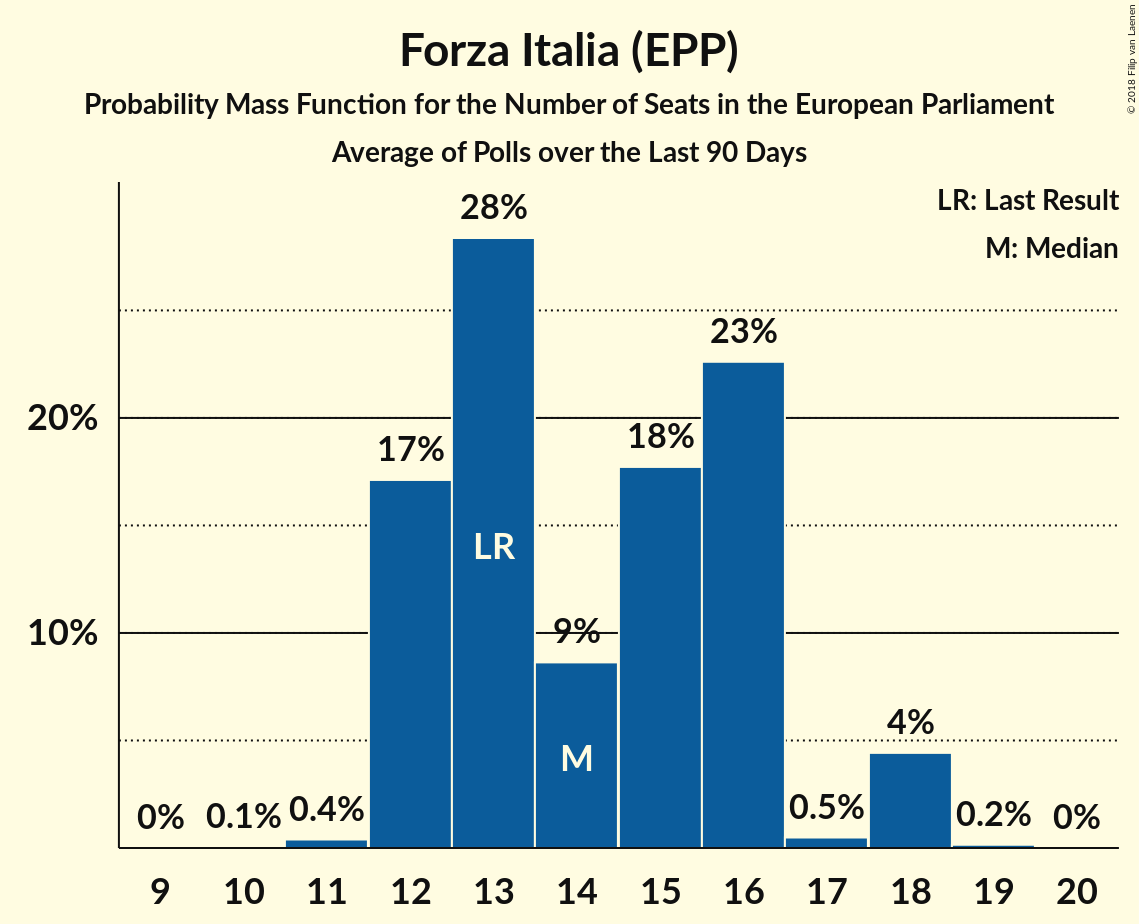 Forza Italia (EPP)
Probability Mass Function for the Number of Seats in the European Parliament
Average of Polls over the Last 90 Days
© 2018 Filip van Laenen
LR: Last Result
M: Median
28%
23%
20%
18%
17%
LR
10%
9%
M
4%
0%
0.1%
0.4%
0.5%
0.2%
0%
9 10 11 12 13 14 15 16 17 18 19 20